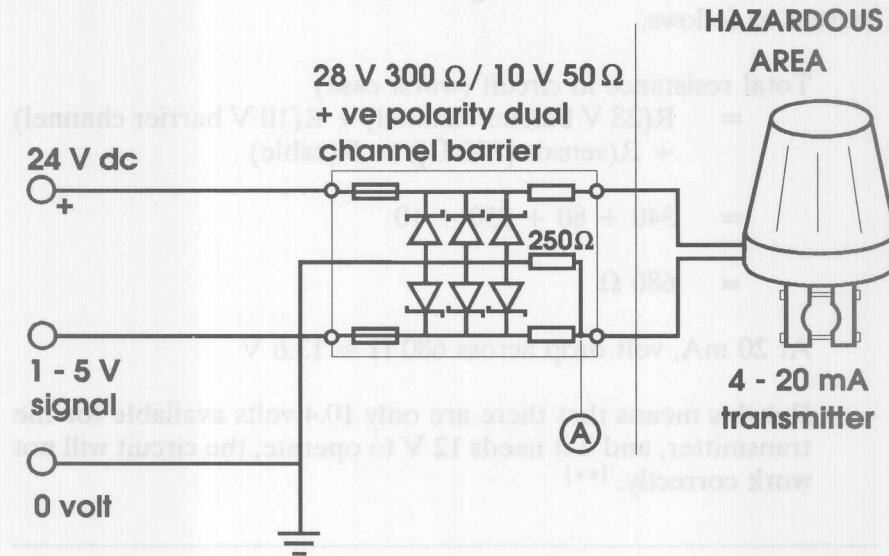 HAZARDOUS
AREA
28 V 300 Ω/ 10 V 50 Ω
+ ve polarity dual
channel barrier
24 V dc
+
250Ω
1 - 5 V
signal
A
4 - 20 mA
transmitter
0 volt